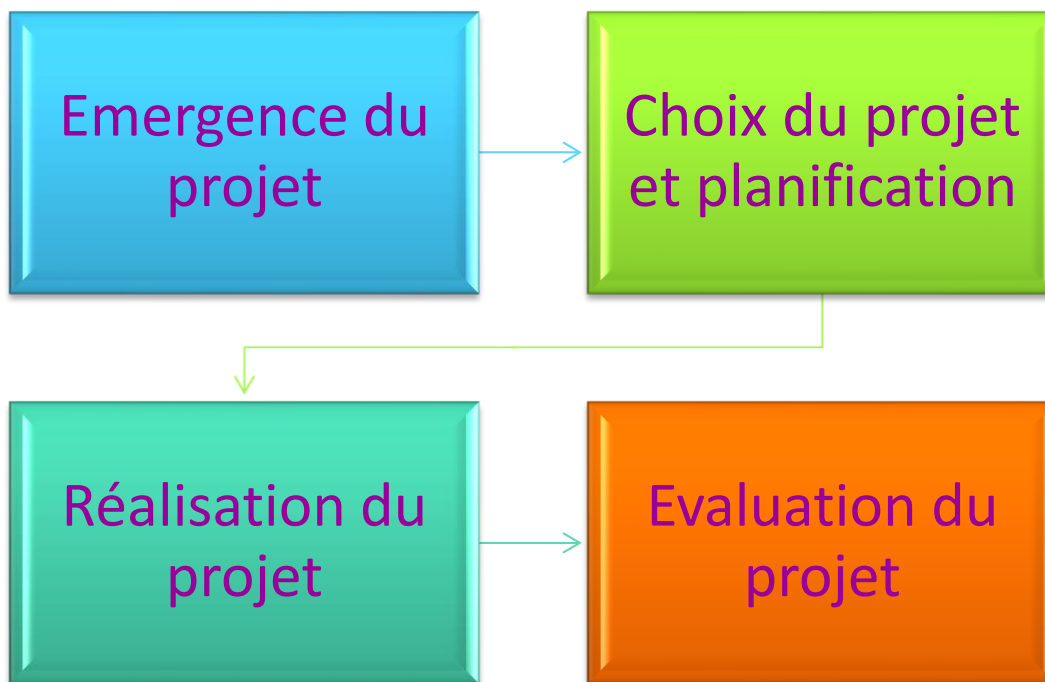 Emergence du
projet
Choix du projet
et planification
Réalisation du
projet
Evaluation du
projet